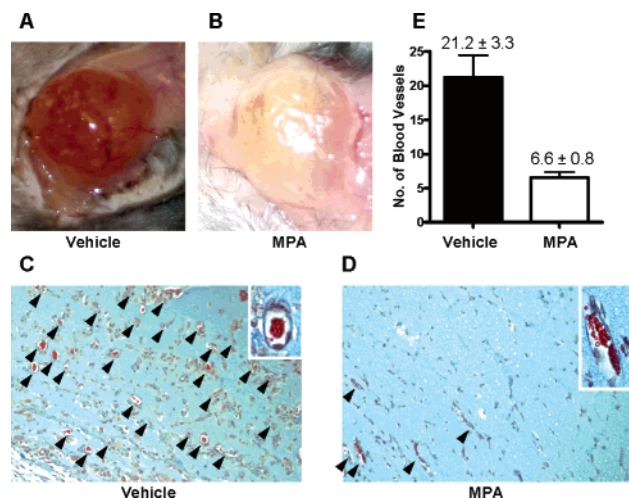 A
B
E
Vehicle
MPA
No. of Blood Vessels
25
20
15
10
5
0
21.2 ± 3.3
6.6 ± 0.8
Vehicle
MPA
C
D
Vehicle
MPA